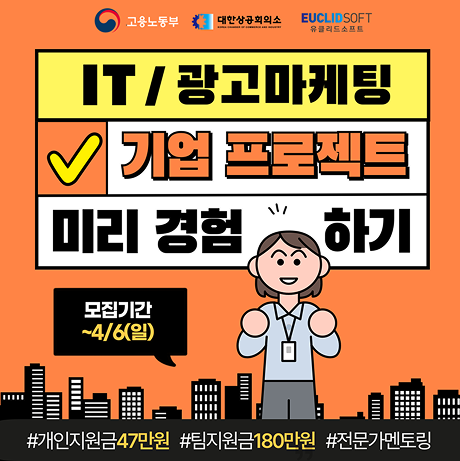 고용노동부 대한상공회의소 EUCLIDSOFT
유클리드소프트
IT / 광고마케팅
기업 프로젝트
미리 경험 하기
모집기간
~4/6(일)
#개인지원금47만원 #팀지원금180만원 #전문가멘토링